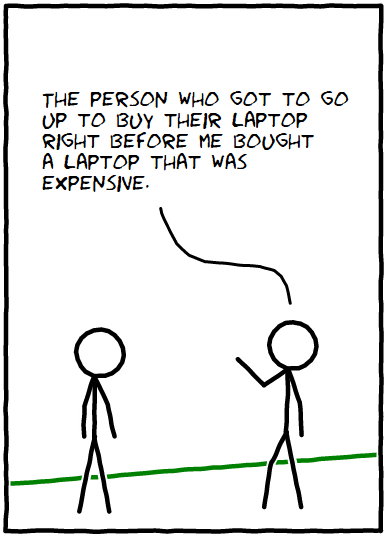 THE PERSON WHO GOT TO GO
UP TO BUY THEIR LAPTOP
RIGHT BEFORE ME BOUGHT
A LAPTOP THAT WAS
EXPENSIVE.